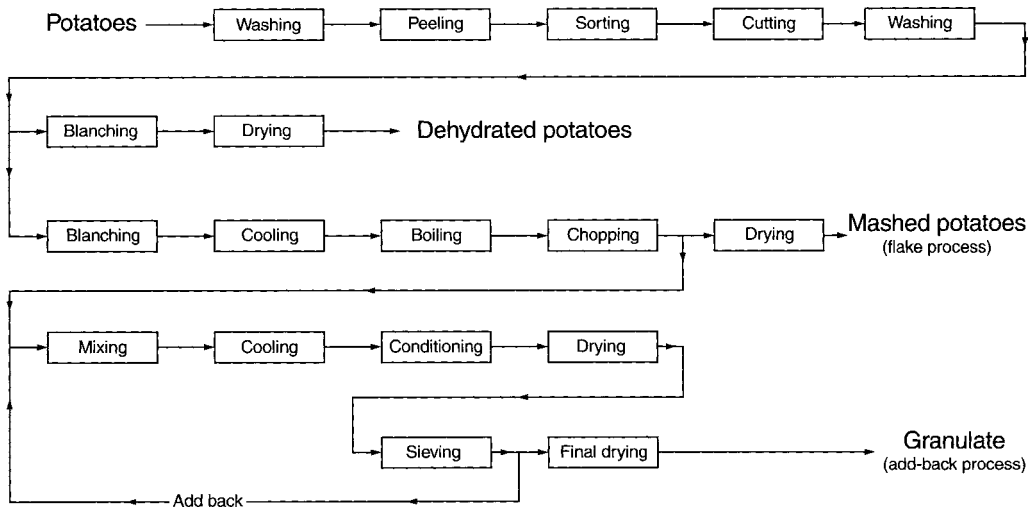 Potatoes
Washing
Peeling
Sorting
Cutting
Washing
Blanching
Drying
Dehydrated potatoes
Blanching
Cooling
Boiling
Chopping
Drying
Mashed potatoes
(flake process)
Mixing
Cooling
Conditioning
Drying
Sieving
Final drying
Granulate
(add-back process)
Add back